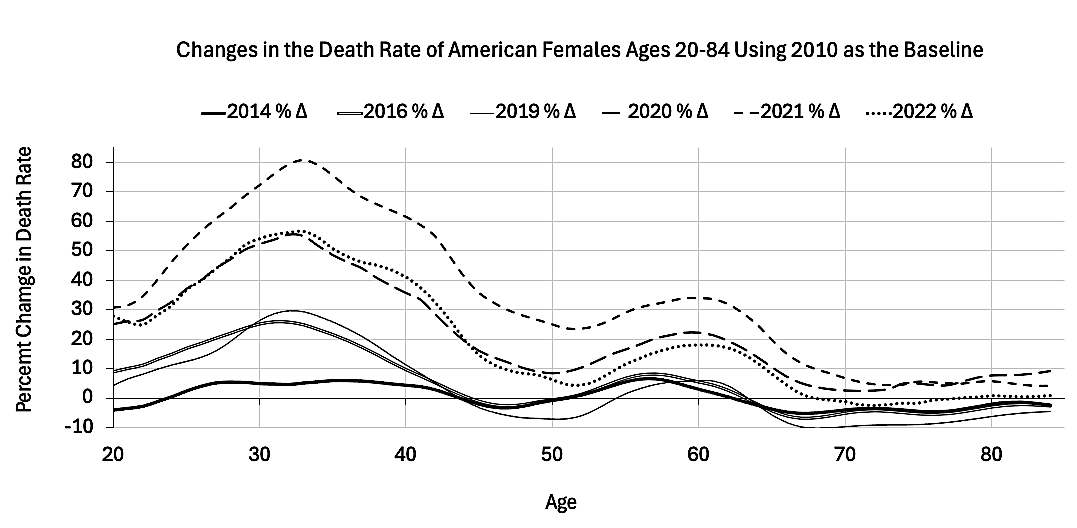 Changes in the Death Rate of American Females Ages 20-84 Using 2010 as the Baseline
2014 % Δ 2016 % Δ 2019 % Δ 2020 % Δ 2021 % Δ 2022 % Δ
Percemt Chamge in Death Rate
80
70
60
50
40
30
20
10
0
-10
20 30 40 50 60 70 80
Age